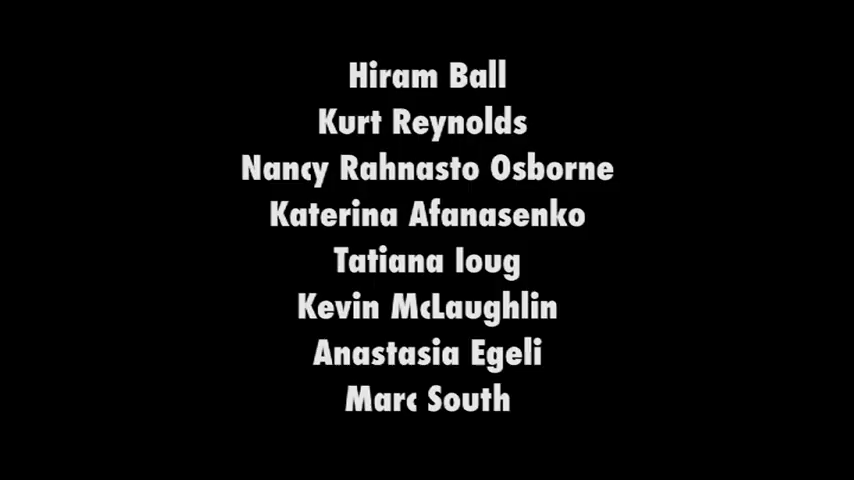 Hiram Ball
Kurt Reynolds
Nancy Rahnasto Osborne
Katerina Afanasenko
Tatiana Ioug
Kevin McLaughlin
Anastasia Egeli
Marc South